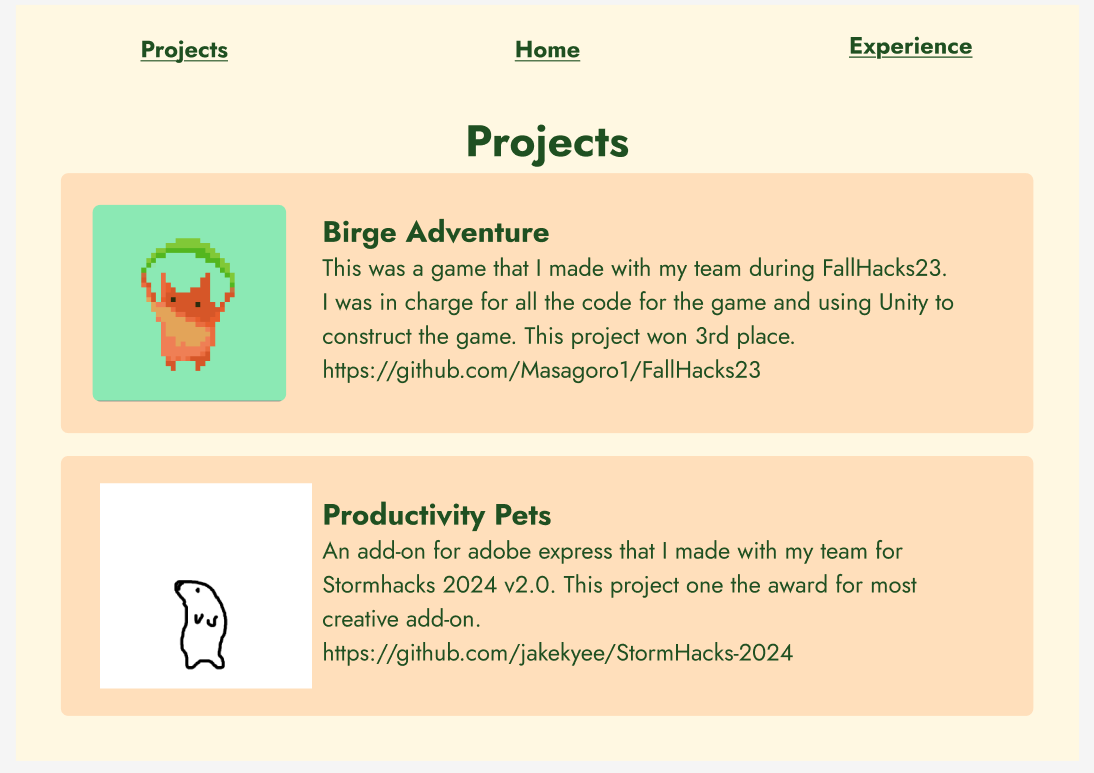 Projects
Home
Experience
Projects
Birge Adventure
This was a game that I made with my team during FallHacks23.
I was in charge for all the code for the game and using Unity to
construct the game. This project won 3rd place.
https://github.com/Masagoro1/FallHacks23
Productivity Pets
An add-on for adobe express that I made with my team for
Stormhacks 2024 v2.0. This project one the award for most
creative add-on.
https://github.com/jakekyee/StormHacks-2024